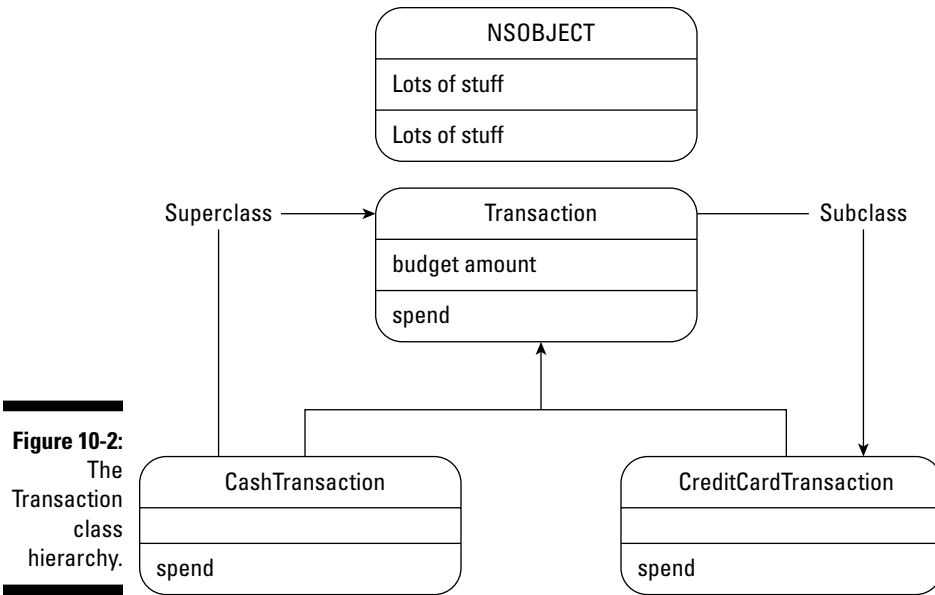 NSOBJECT
Lots of stuff
Lots of stuff
Superclass
Transaction
Subclass
budget amount
spend
Figure 10-2:
The
Transaction
class
hierarchy.
CashTransaction
spend
CreditCardTransaction
spend